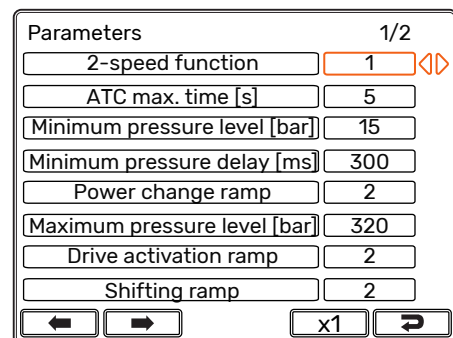 Parameters 1/2
2-speed function 1
ATC max. time [s] 5
Minimum pressure level [bar] 15
Minimum pressure delay [ms] 300
Power change ramp 2
Maximum pressure level [bar] 320
Drive activation ramp 2
Shifting ramp 2
x1